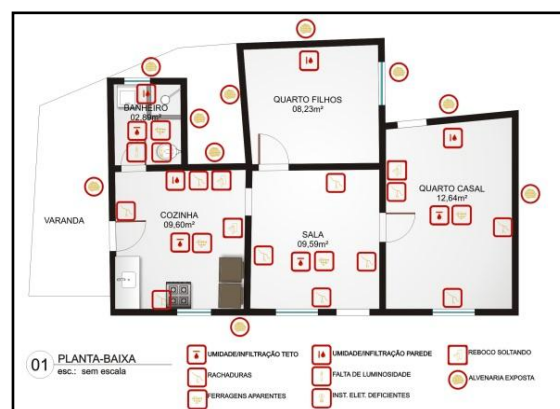 QUARTO FILHOS
08,23m²
BANHEIRO
02,89m²
QUARTO CASAL
12,64m²
VARANDA
COZINHA
09,60m²
SALA
09,59m²
01 PLANTA-BAIXA
esc.: sem escala
UMIDADE/INFILTRAÇÃO TETO
UMIDADE/INFILTRAÇÃO PAREDE
REBOCO SOLTANDO
RACHADURAS
FALTA DE LUMINOSIDADE
ALVENARIA EXPOSTA
FERRAGENS APARENTES
INST. ELET. DEFICIENTES